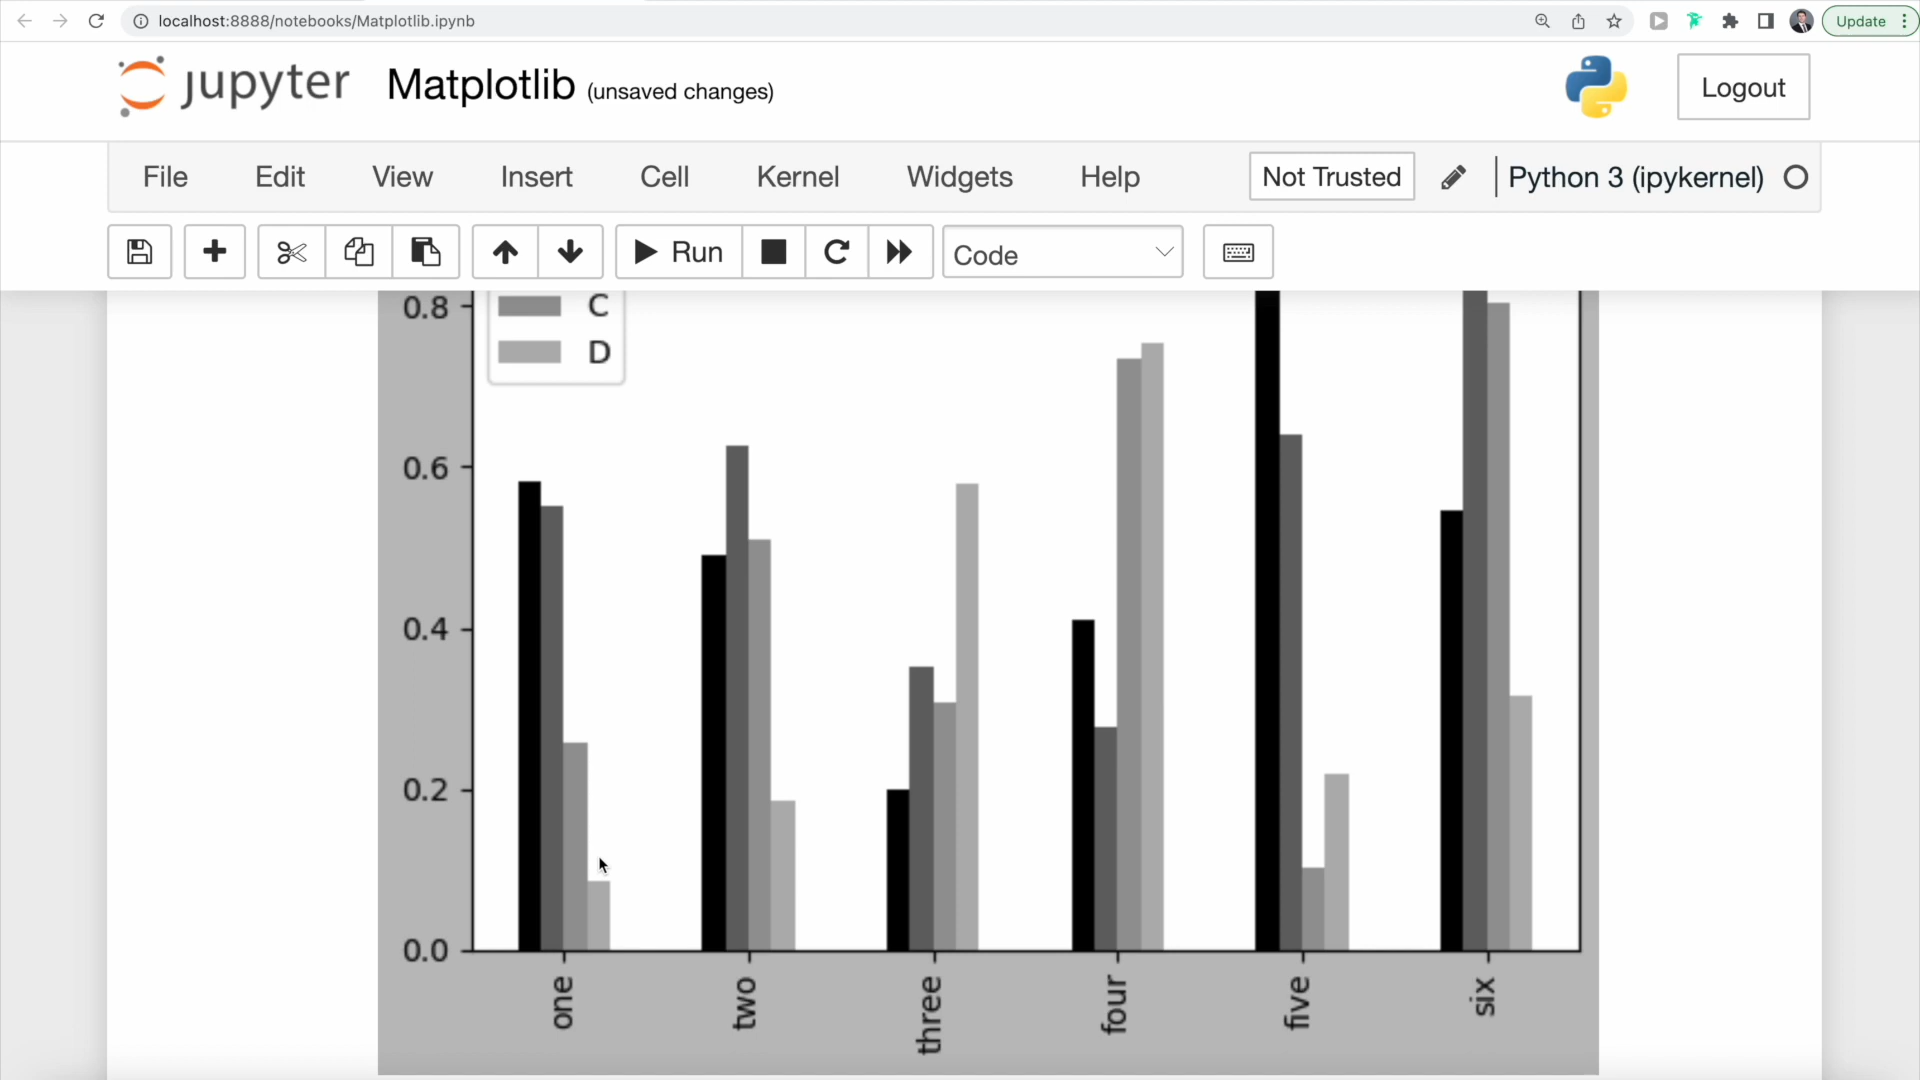 localhost:8888/notebooks/Matplotlib.ipynb
Update
jupyter Matplotlib (unsaved changes)
Logout
File Edit View Insert Cell Kernel Widgets Help Not Trusted Python 3 (ipykernel)
Run Code
0.8
C
D
0.6
0.4
0.2
0.0
one two three four five six